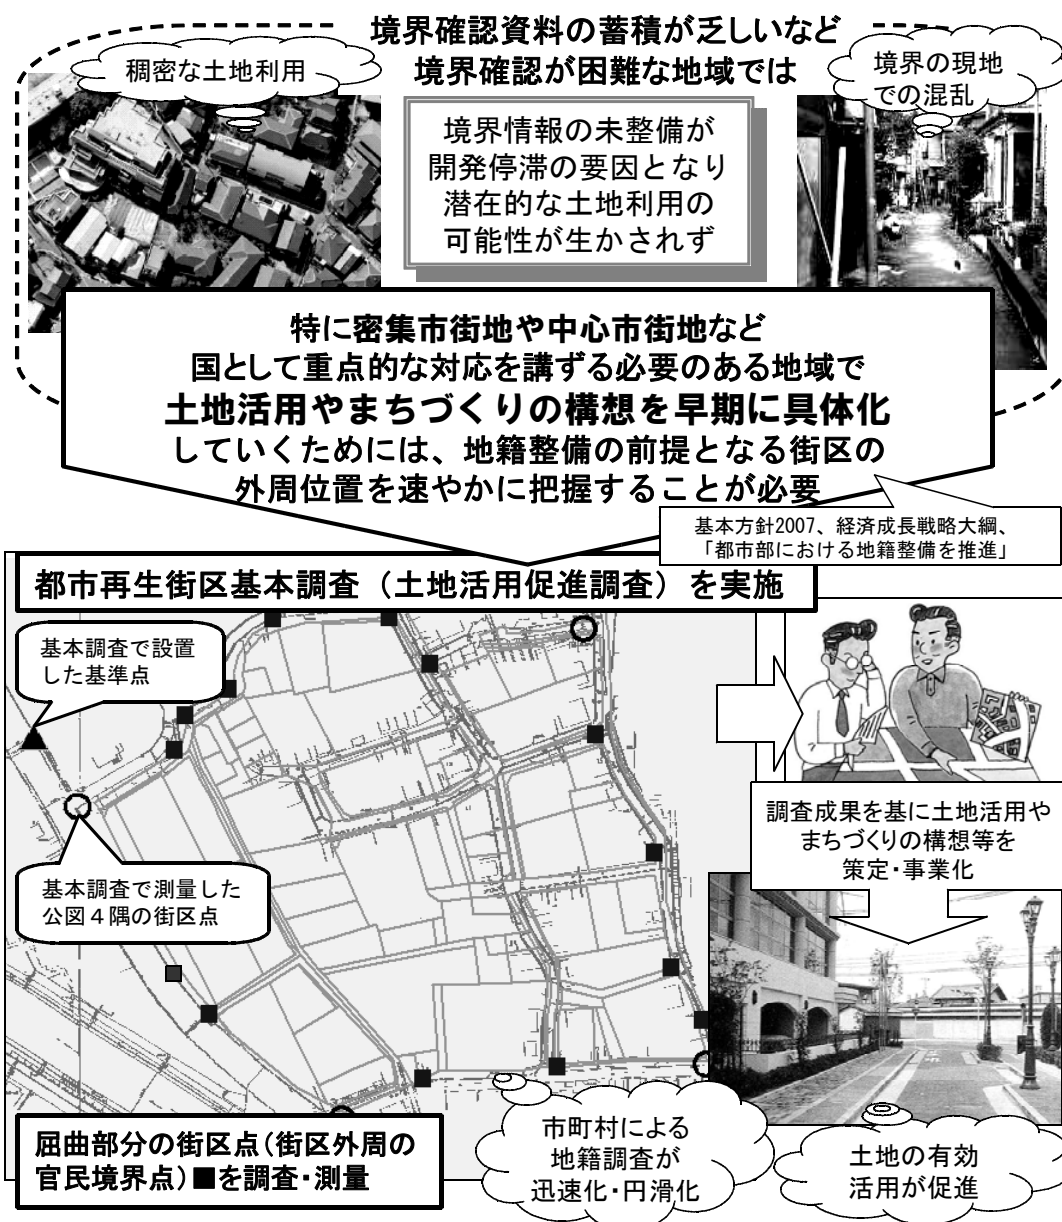 境界確認資料の蓄積が乏しいなど
境界確認が困難な地域では
稠密な土地利用
境界の現地
での混乱
境界情報の未整備が
開発停滞の要因となり
潜在的な土地利用の
可能性が生かされず
特に密集市街地や中心市街地など
国として重点的な対応を講ずる必要のある地域で
土地活用やまちづくりの構想を早期に具体化
していくためには、地籍整備の前提となる街区の
外周位置を速やかに把握することが必要
基本方針2007、経済成長戦略大綱、
「都市部における地籍整備を推進」
都市再生街区基本調査（土地活用促進調査）を実施
基本調査で設置
した基準点
基本調査で測量した
公図４隅の街区点
調査成果を基に土地活用や
まちづくりの構想等を
策定・事業化
屈曲部分の街区点（街区外周の
官民境界点）■を調査・測量
市町村による
地籍調査が
迅速化・円滑化
土地の有効
活用が促進